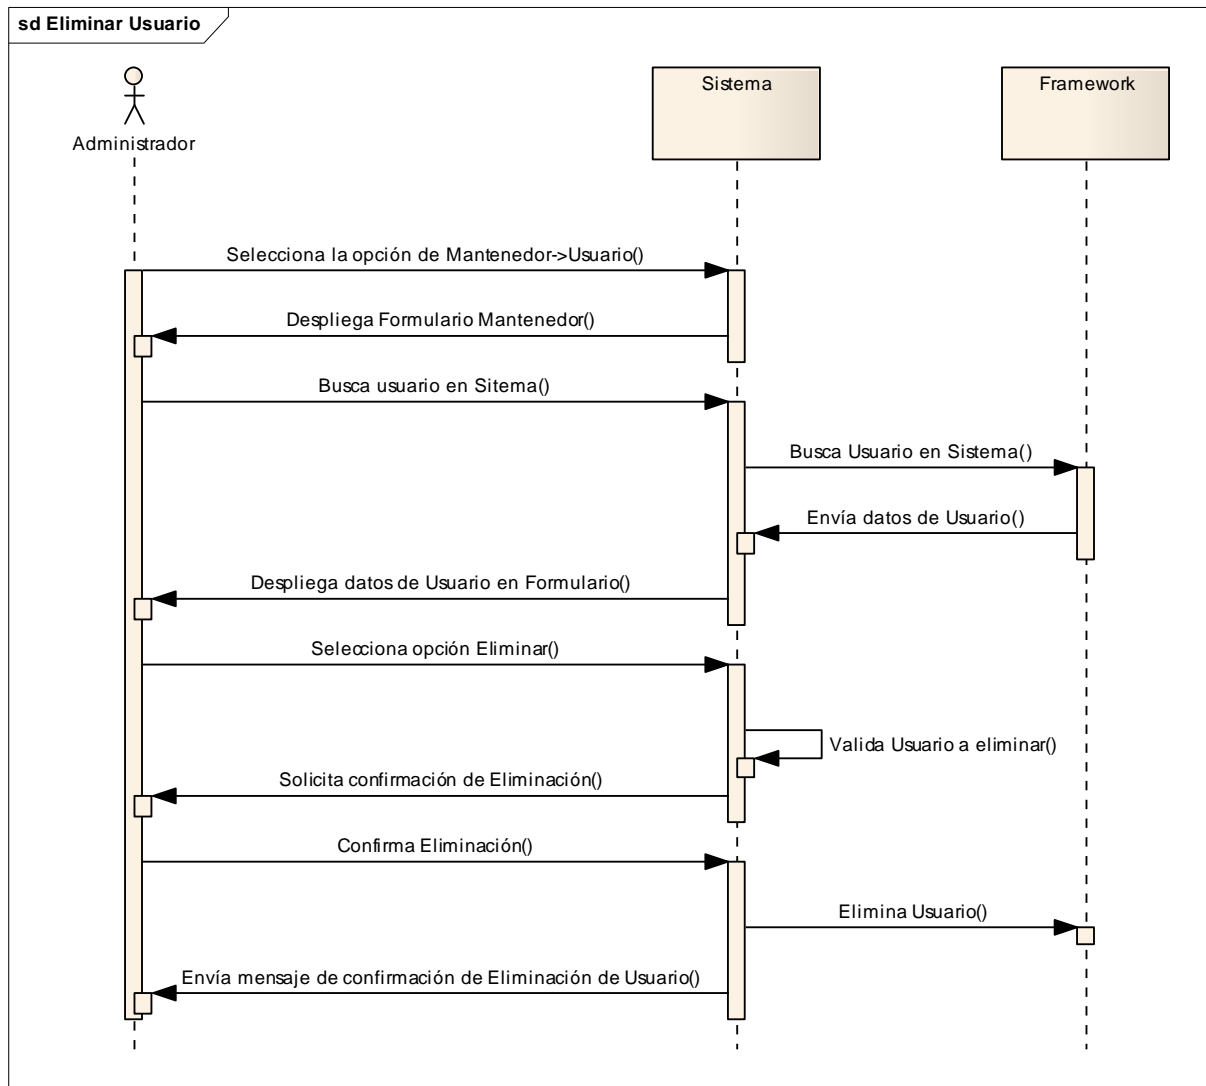 sd Eliminar Usuario
Administrador
Sistema
Framework
Selecciona la opción de Mantenedor->Usuario()
Despliega Formulario Mantenedor()
Busca usuario en Sitema()
Busca Usuario en Sistema()
Envía datos de Usuario()
Despliega datos de Usuario en Formulario()
Selecciona opción Eliminar()
Valida Usuario a eliminar()
Solicita confirmación de Eliminación()
Confirma Eliminación()
Elimina Usuario()
Envía mensaje de confirmación de Eliminación de Usuario()